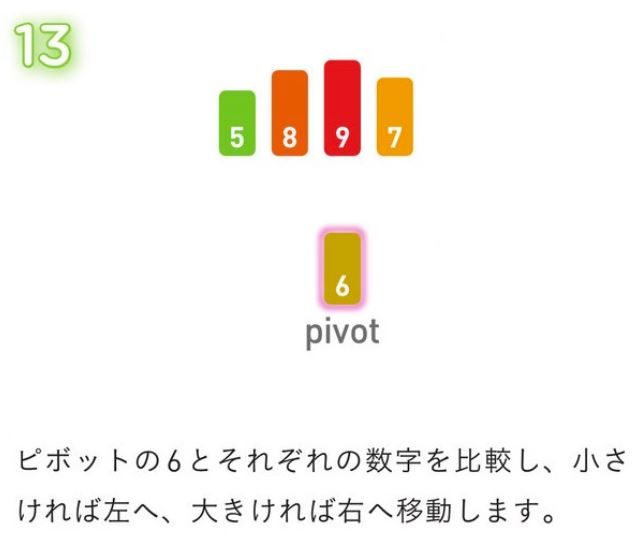 13
5 8 9 7
6
pivot
ピボットの6とそれぞれの数字を比較し、小さ
ければ左へ、大きければ右へ移動します。